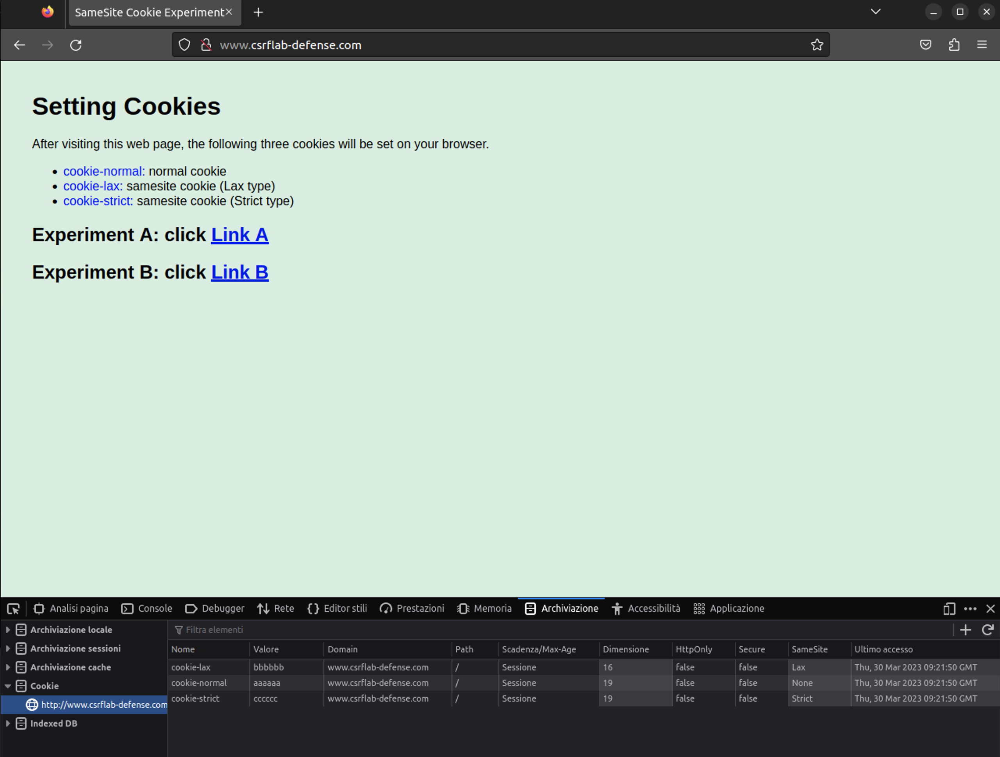 SameSite Cookie Experiment
www.csrflab-defense.com
Setting Cookies
After visiting this web page, the following three cookies will be set on your browser.
cookie-normal: normal cookie
cookie-lax: samesite cookie (Lax type)
cookie-strict: samesite cookie (Strict type)
Experiment A: click Link A
Experiment B: click Link B
Analisi pagina Console Debugger Rete Editor stili Prestazioni Memoria Archiviazione Accessibilità Applicazione
Archiviazione locale
Archiviazione sessioni
Archiviazione cache
Cookie
http://www.csrflab-defense.com
Indexed DB
Filtra elementi
Nome Valore Domain Path Scadenza/Max-Age Dimensione HttpOnly Secure SameSite Ultimo accesso
cookie-lax bbbbbb www.csrflab-defense.com / Sessione 16 false false Lax Thu, 30 Mar 2023 09:21:50 GMT
cookie-normal aaaaaa www.csrflab-defense.com / Sessione 19 false false None Thu, 30 Mar 2023 09:21:50 GMT
cookie-strict cccccc www.csrflab-defense.com / Sessione 19 false false Strict Thu, 30 Mar 2023 09:21:50 GMT